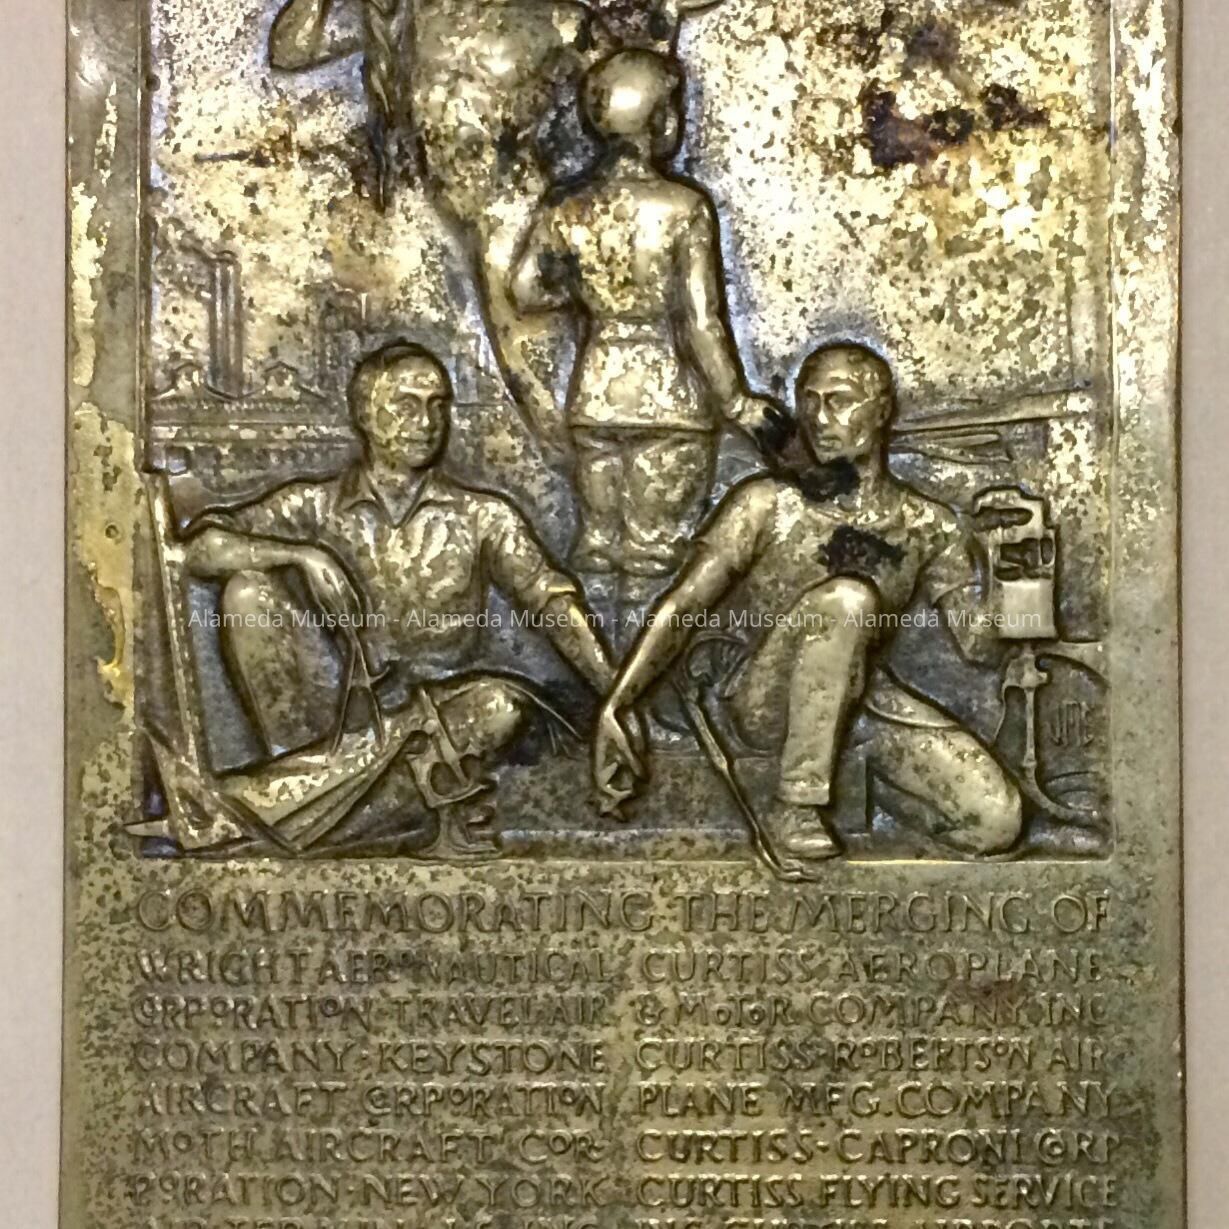 Alameda Museum - Alameda Museum - Alameda Museum - Alameda Museum
JME
COMMEMORATING THE MERGING OF
WRIGHT AERONAUTICAL
CORPORATION · TRAVEL AIR
COMPANY · KEYSTONE
AIRCRAFT CORPORATION
MOTH AIRCRAFT COR-
PORATION · NEW YORK
CURTISS AEROPLANE
& MOTOR COMPANY, INC
CURTISS-ROBERTSON AIR-
PLANE MFG. COMPANY
CURTISS-CAPRONI CORP
CURTISS FLYING SERVICE